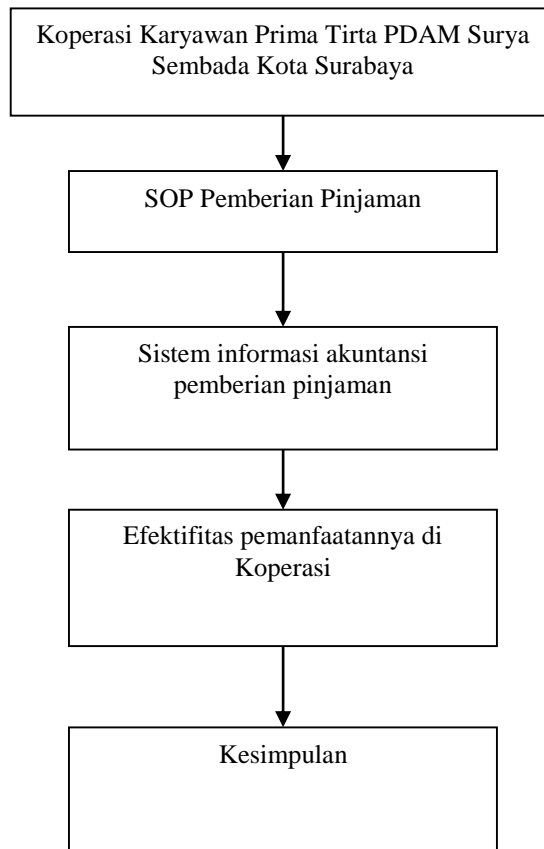 Koperasi Karyawan Prima Tirta PDAM Surya
Sembada Kota Surabaya
SOP Pemberian Pinjaman
Sistem informasi akuntansi
pemberian pinjaman
Efektifitas pemanfaatannya di
Koperasi
Kesimpulan